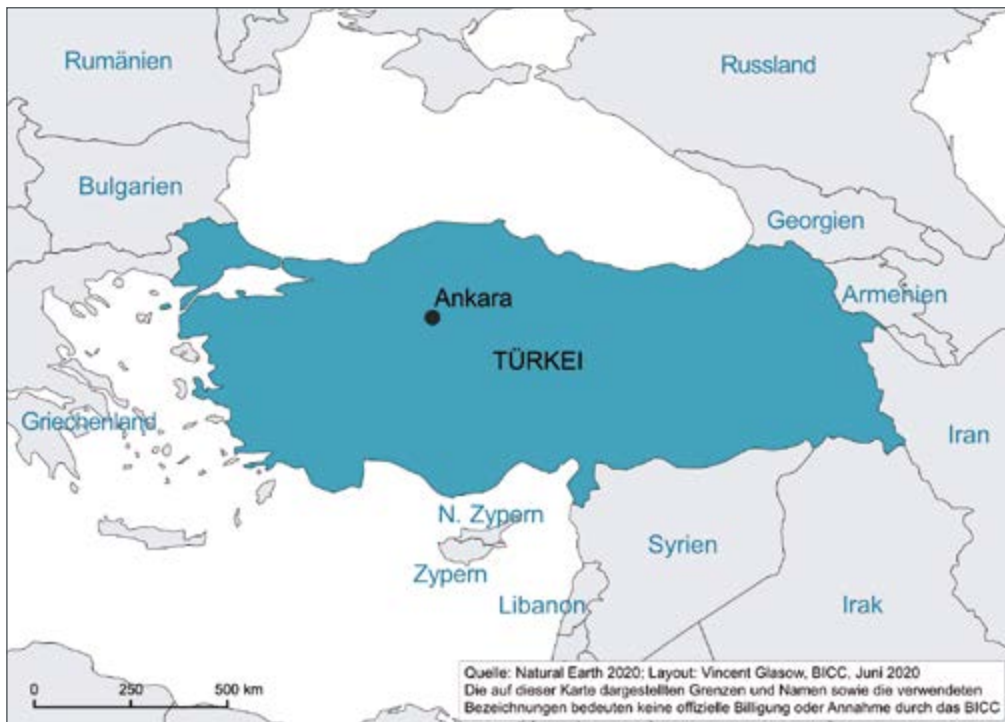 Rumänien
Russland
Bulgarien
Georgien
Armenien
Ankara
TÜRKEI
Griechenland
Iran
N. Zypern
Syrien
Zypern
Libanon
Irak
0 250 500 km
Quelle: Natural Earth 2020; Layout: Vincent Glasow, BICC, Juni 2020
Die auf dieser Karte dargestellten Grenzen und Namen sowie die verwendeten
Bezeichnungen bedeuten keine offizielle Billigung oder Annahme durch das BICC